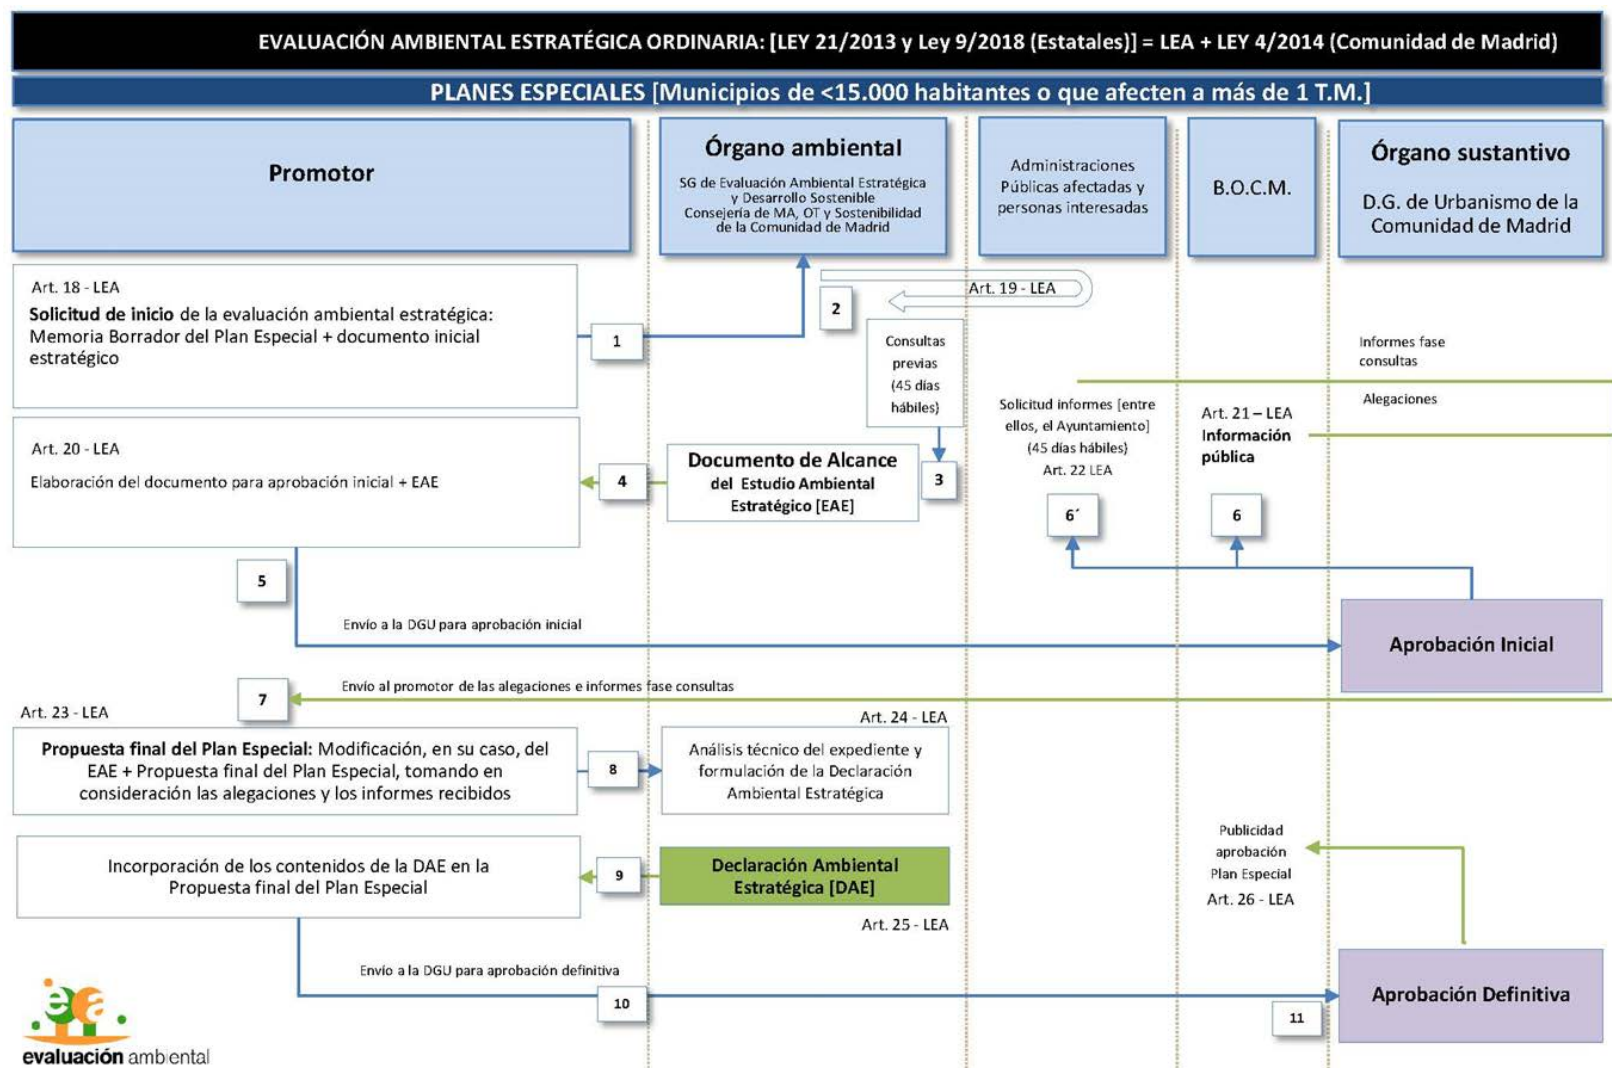 EVALUACIÓN AMBIENTAL ESTRATÉGICA ORDINARIA: [LEY 21/2013 y Ley 9/2018 (Estatales)] = LEA + LEY 4/2014 (Comunidad de Madrid)
PLANES ESPECIALES [Municipios de <15.000 habitantes o que afecten a más de 1 T.M.]
Promotor
Órgano ambiental
SG de Evaluación Ambiental Estratégica
y Desarrollo Sostenible
Consejería de MA, OT y Sostenibilidad
de la Comunidad de Madrid
Administraciones
Públicas afectadas y
personas interesadas
B.O.C.M.
Órgano sustantivo
D.G. de Urbanismo de la
Comunidad de Madrid
Art. 18 - LEA
Solicitud de inicio de la evaluación ambiental estratégica:
Memoria Borrador del Plan Especial + documento inicial
estratégico
1
2
Art. 19 - LEA
Consultas
previas
(45 días
hábiles)
Informes fase
consultas
Alegaciones
Solicitud informes [entre
ellos, el Ayuntamiento]
(45 días hábiles)
Art. 22 LEA
Art. 21 – LEA
Información
pública
Art. 20 - LEA
Elaboración del documento para aprobación inicial + EAE
4
Documento de Alcance
del Estudio Ambiental
Estratégico [EAE]
3
6´
6
5
Envío a la DGU para aprobación inicial
Aprobación Inicial
7
Envío al promotor de las alegaciones e informes fase consultas
Art. 23 - LEA
Propuesta final del Plan Especial: Modificación, en su caso, del
EAE + Propuesta final del Plan Especial, tomando en
consideración las alegaciones y los informes recibidos
8
Art. 24 - LEA
Análisis técnico del expediente y
formulación de la Declaración
Ambiental Estratégica
Incorporación de los contenidos de la DAE en la
Propuesta final del Plan Especial
9
Declaración Ambiental
Estratégica [DAE]
Art. 25 - LEA
Publicidad
aprobación
Plan Especial
Art. 26 - LEA
Envío a la DGU para aprobación definitiva
10
11
Aprobación Definitiva
ea
evaluación ambiental